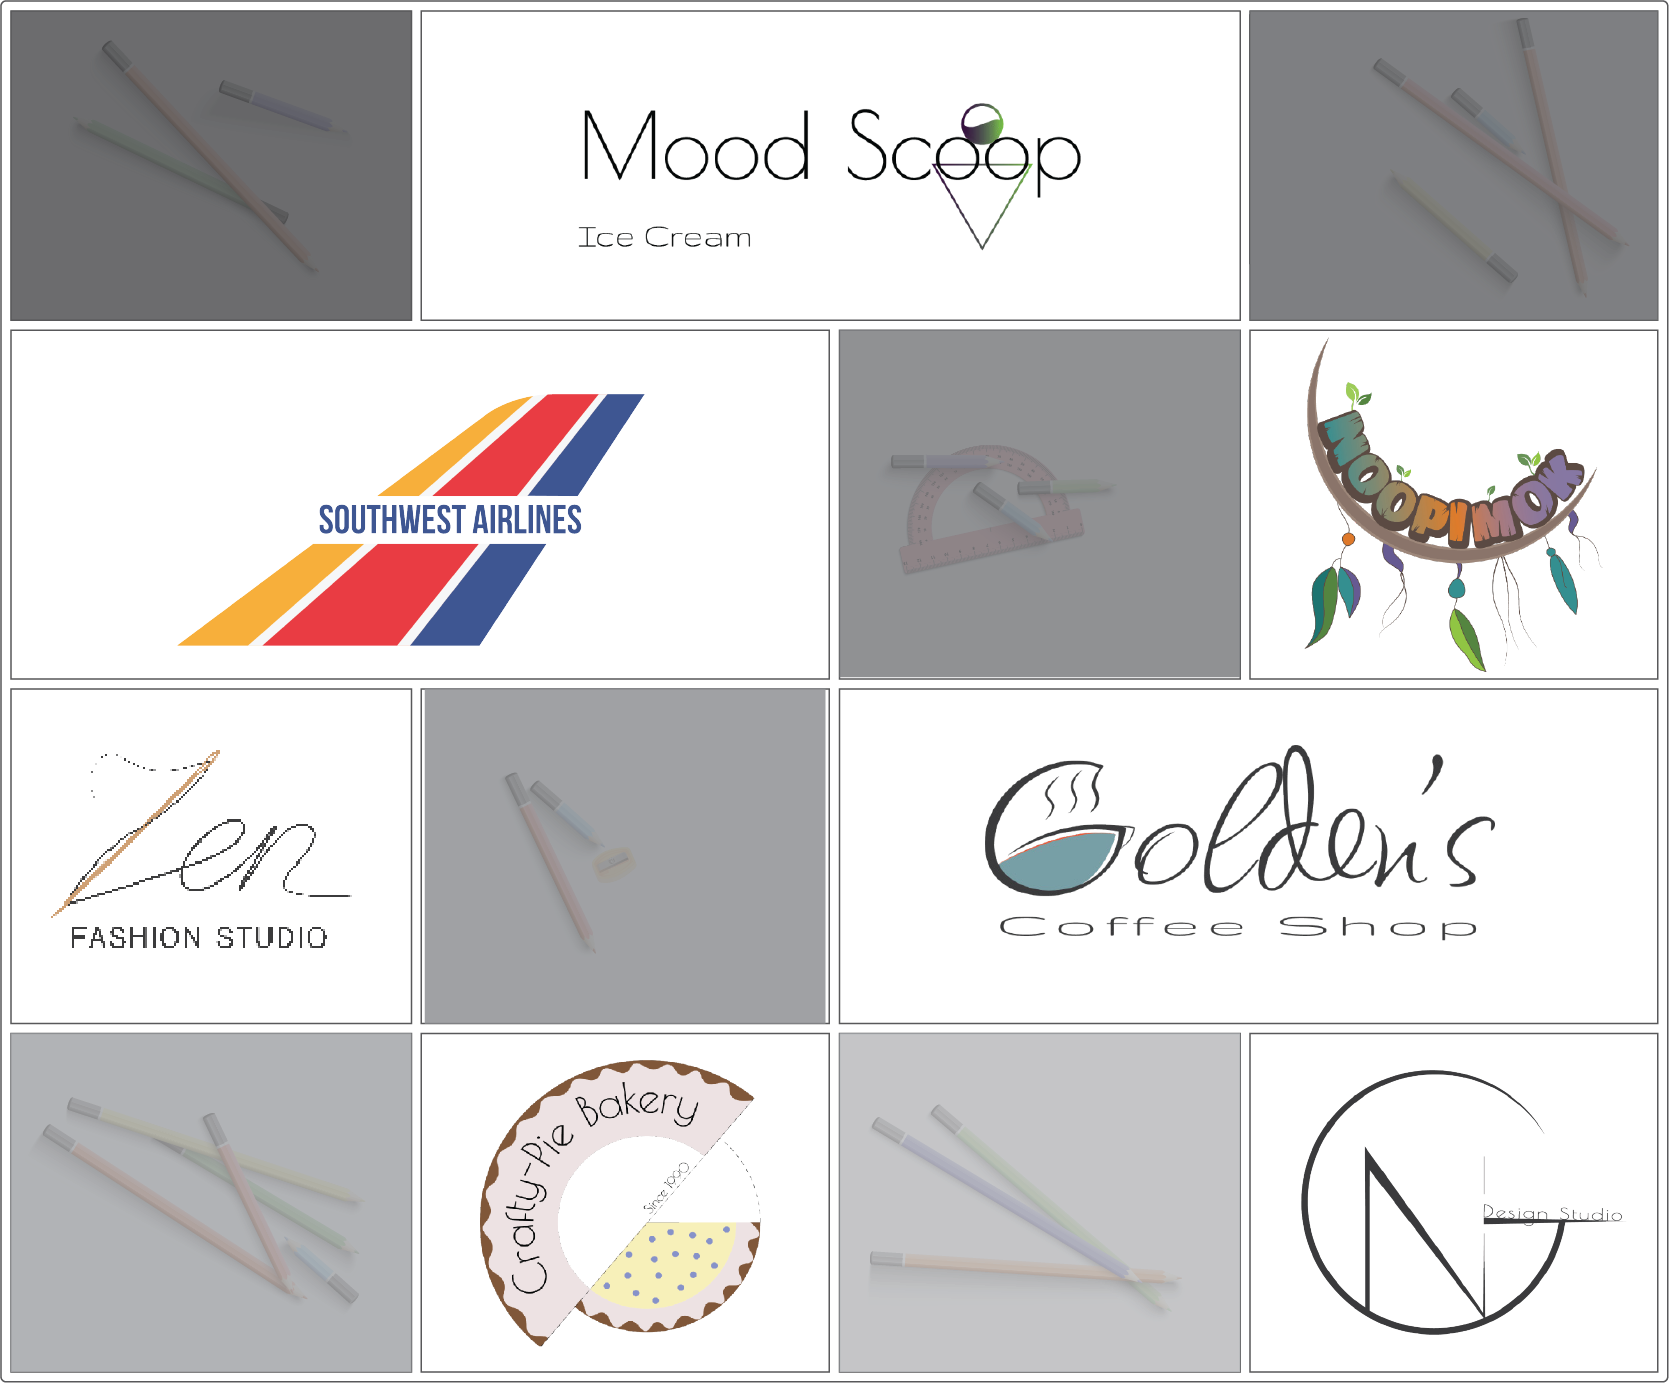 Mood Scoop
Ice Cream
SOUTHWEST AIRLINES
MOOPIMOK
Zen
FASHION STUDIO
Golden's
Coffee Shop
Crafty-Pie Bakery
Since 1990
NG
Design Studio